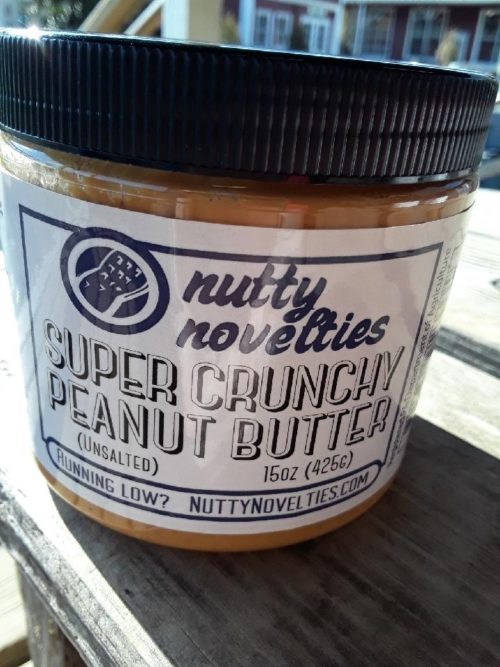 nutty
novelties
SUPER CRUNCHY
PEANUT BUTTER
(UNSALTED)
15OZ (425G)
RUNNING LOW? NUTTYNOVELTIES.COM